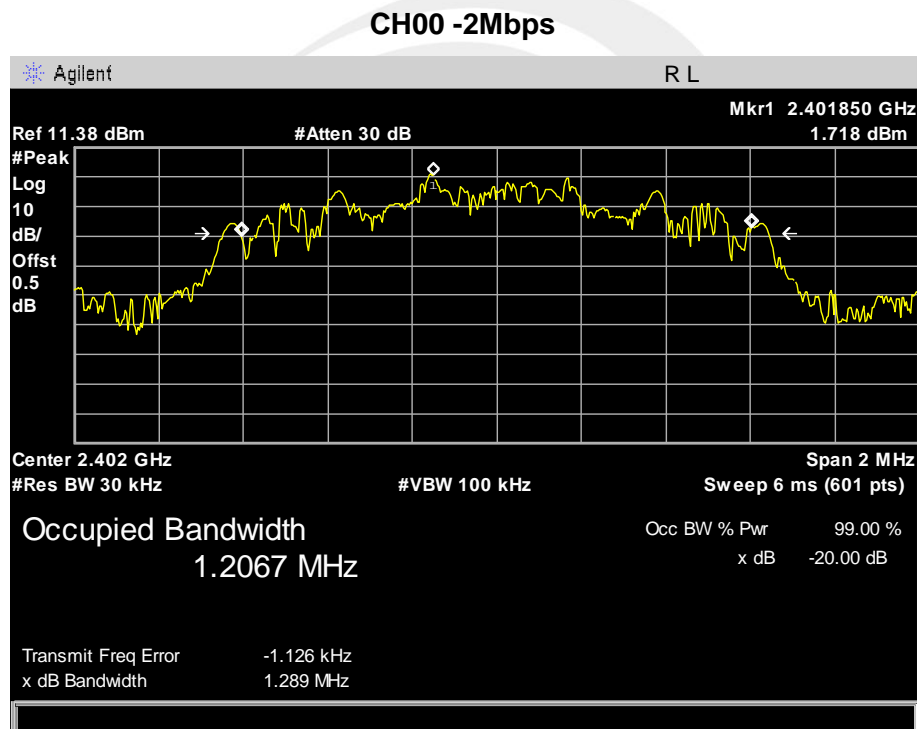 CH00 -2Mbps
Agilent R L
Mkr1 2.401850 GHz
Ref 11.38 dBm #Atten 30 dB 1.718 dBm
#Peak
Log
10
dB/
Offst
0.5
dB
1
Center 2.402 GHz Span 2 MHz
#Res BW 30 kHz #VBW 100 kHz Sweep 6 ms (601 pts)
Occupied Bandwidth Occ BW % Pwr 99.00 %
1.2067 MHz x dB -20.00 dB
Transmit Freq Error -1.126 kHz
x dB Bandwidth 1.289 MHz